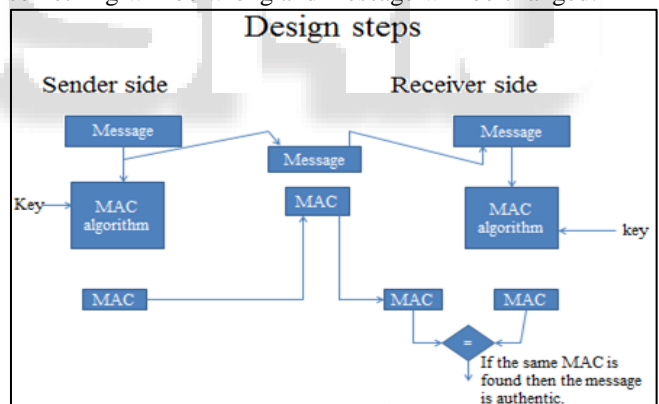 Design steps
Sender side
Receiver side
Message
Message
Message
Key
MAC
algorithm
MAC
MAC
algorithm
key
MAC
MAC
MAC
=
If the same MAC is
found then the message
is authentic.